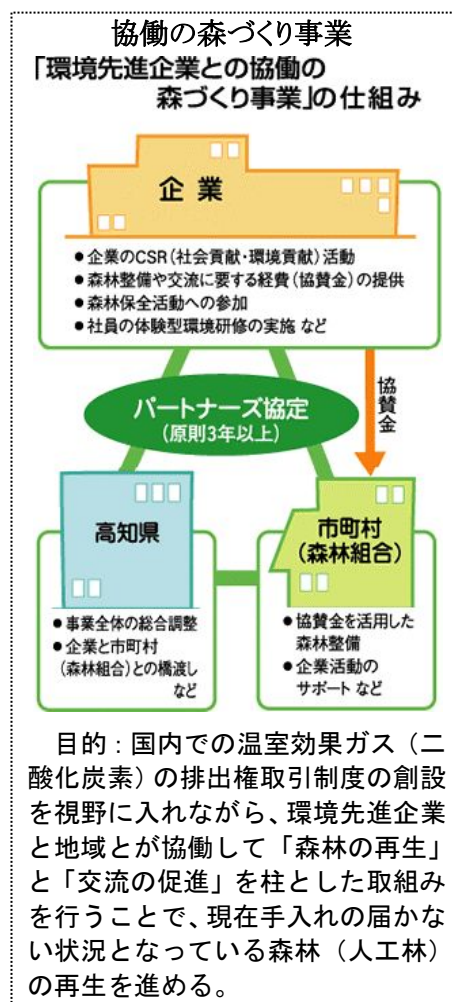 協働の森づくり事業
「環境先進企業との協働の
森づくり事業」の仕組み
企業
●企業のCSR(社会貢献・環境貢献)活動
●森林整備や交流に要する経費(協賛金)の提供
●森林保全活動への参加
●社員の体験型環境研修の実施 など
パートナーズ協定
(原則3年以上)
協賛金
高知県
●事業全体の総合調整
●企業と市町村
(森林組合)との橋渡し
など
市町村
(森林組合)
●協賛金を活用した
森林整備
●企業活動の
サポート など
目的:国内での温室効果ガス(二
酸化炭素)の排出権取引制度の創設
を視野に入れながら、環境先進企業
と地域とが協働して「森林の再生」
と「交流の促進」を柱とした取組み
を行うことで、現在手入れの届かな
い状況となっている森林(人工林)
の再生を進める。